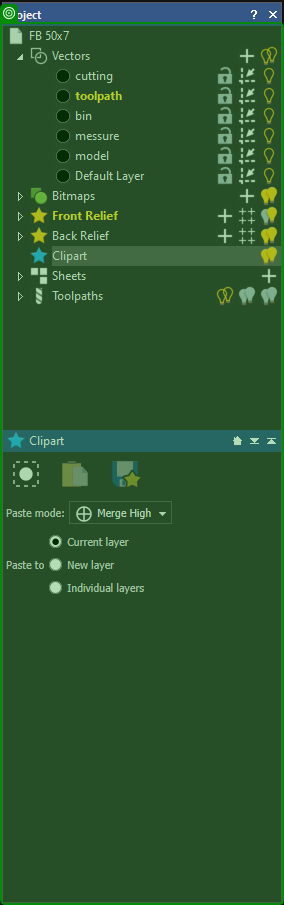 oject ? ×
FB 50x7
Vectors
cutting
toolpath
bin
messure
model
Default Layer
Bitmaps
Front Relief
Back Relief
Clipart
Sheets
Toolpaths
Clipart
Paste mode: Merge High
Current layer
Paste to New layer
Individual layers